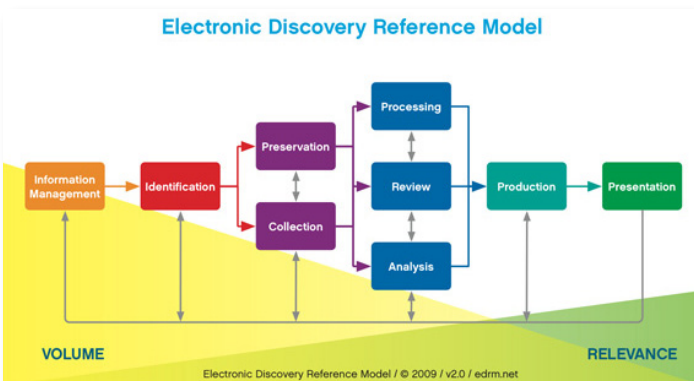 Electronic Discovery Reference Model
Processing
Preservation
Information
Management
Identification
Review
Production
Presentation
Collection
Analysis
VOLUME
RELEVANCE
Electronic Discovery Reference Model / © 2009 / v2.0 / edrm.net